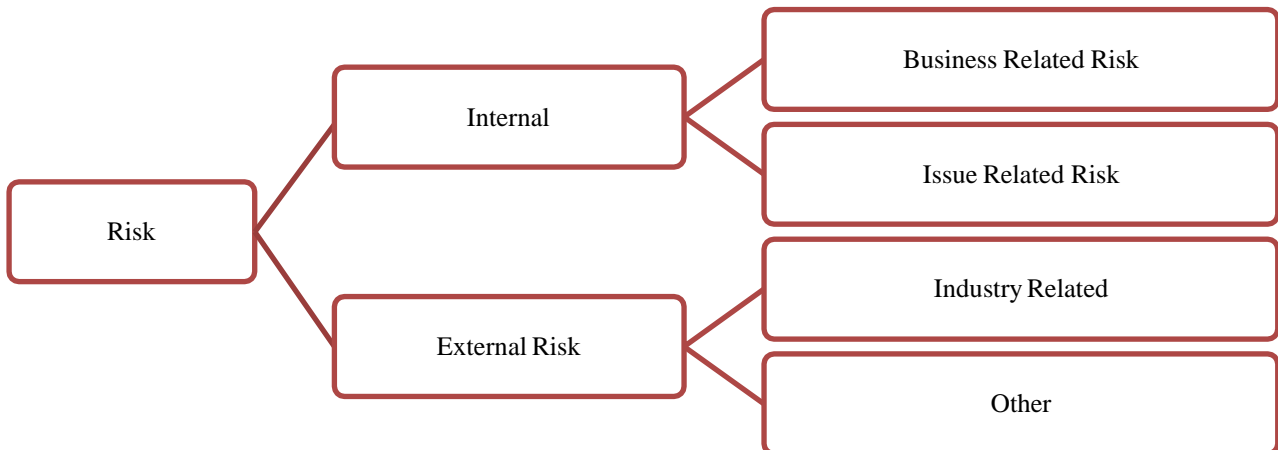 Risk
Internal
External Risk
Business Related Risk
Issue Related Risk
Industry Related
Other